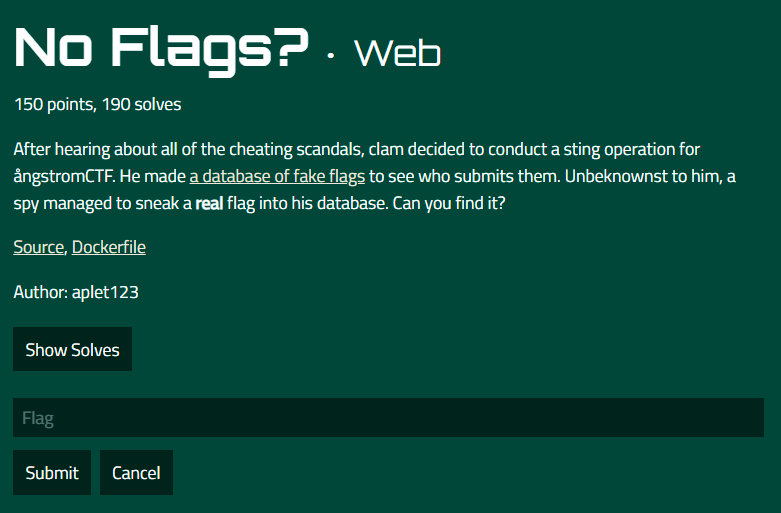 No Flags? · Web
150 points, 190 solves
After hearing about all of the cheating scandals, clam decided to conduct a sting operation for
ångstromCTF. He made a database of fake flags to see who submits them. Unbeknownst to him, a
spy managed to sneak a real flag into his database. Can you find it?
Source, Dockerfile
Author: aplet123
Show Solves
Flag
Submit Cancel